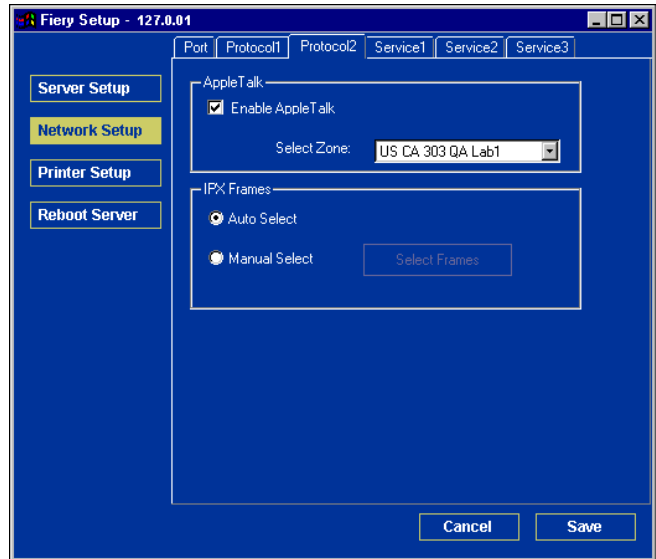 Fiery Setup - 127.0.01
Port Protocol1 Protocol2 Service1 Service2 Service3
Server Setup
Network Setup
Printer Setup
Reboot Server
AppleTalk
Enable AppleTalk
Select Zone: US CA 303 QA Lab1
IPX Frames
Auto Select
Manual Select Select Frames
Cancel Save